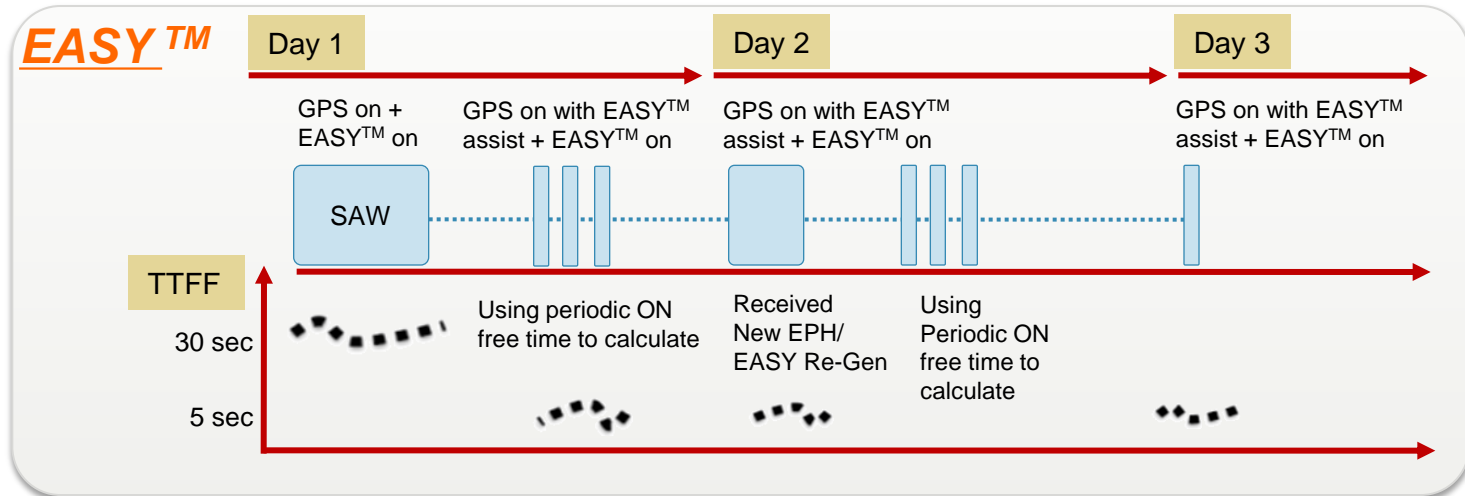 EASY™
Day 1
Day 2
Day 3
GPS on +
EASY™ on
GPS on with EASY™
assist + EASY™ on
GPS on with EASY™
assist + EASY™ on
GPS on with EASY™
assist + EASY™ on
SAW
TTFF
30 sec
5 sec
Using periodic ON
free time to calculate
Received
New EPH/
EASY Re-Gen
Using
Periodic ON
free time to
calculate